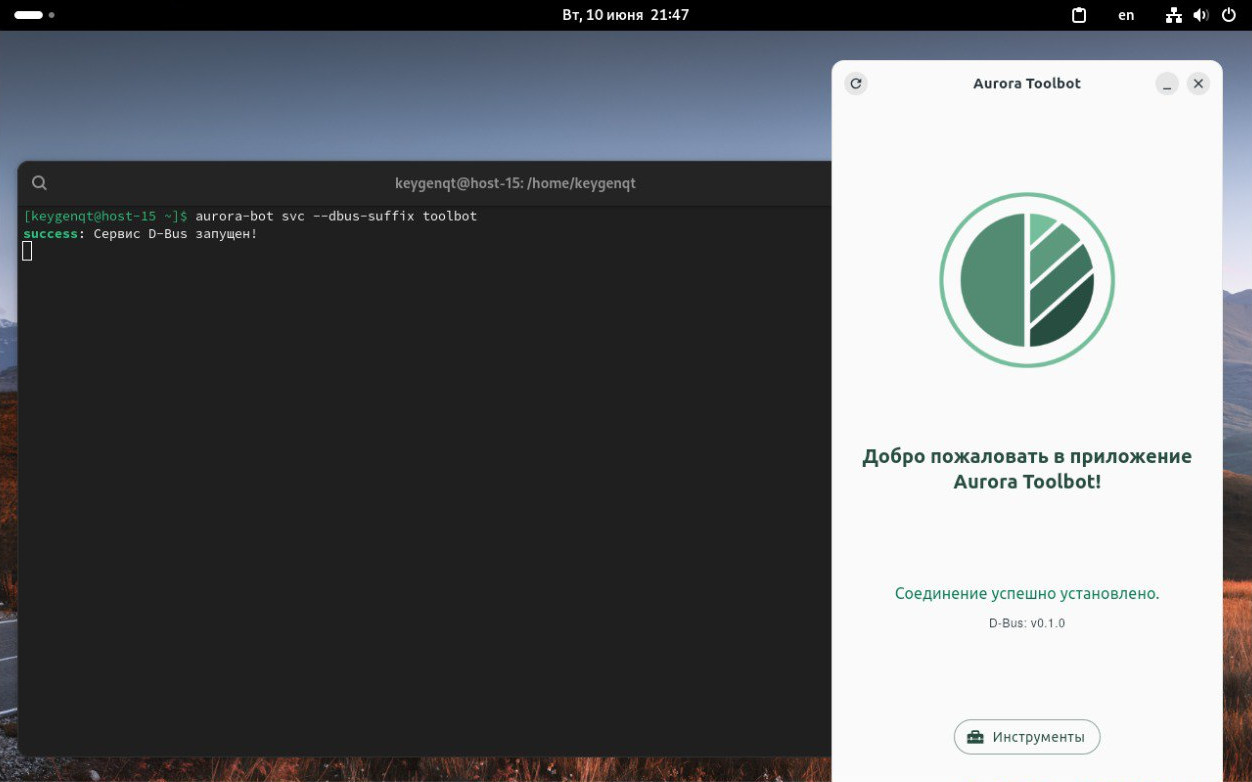 Вт, 10 июня 21:47
en
Aurora Toolbot
keygenqt@host-15: /home/keygenqt
[keygenqt@host-15 ~]$ aurora-bot svc --dbus-suffix toolbot
success: Сервис D-Bus запущен!
Добро пожаловать в приложение
Aurora Toolbot!
Соединение успешно установлено.
D-Bus: v0.1.0
Инструменты